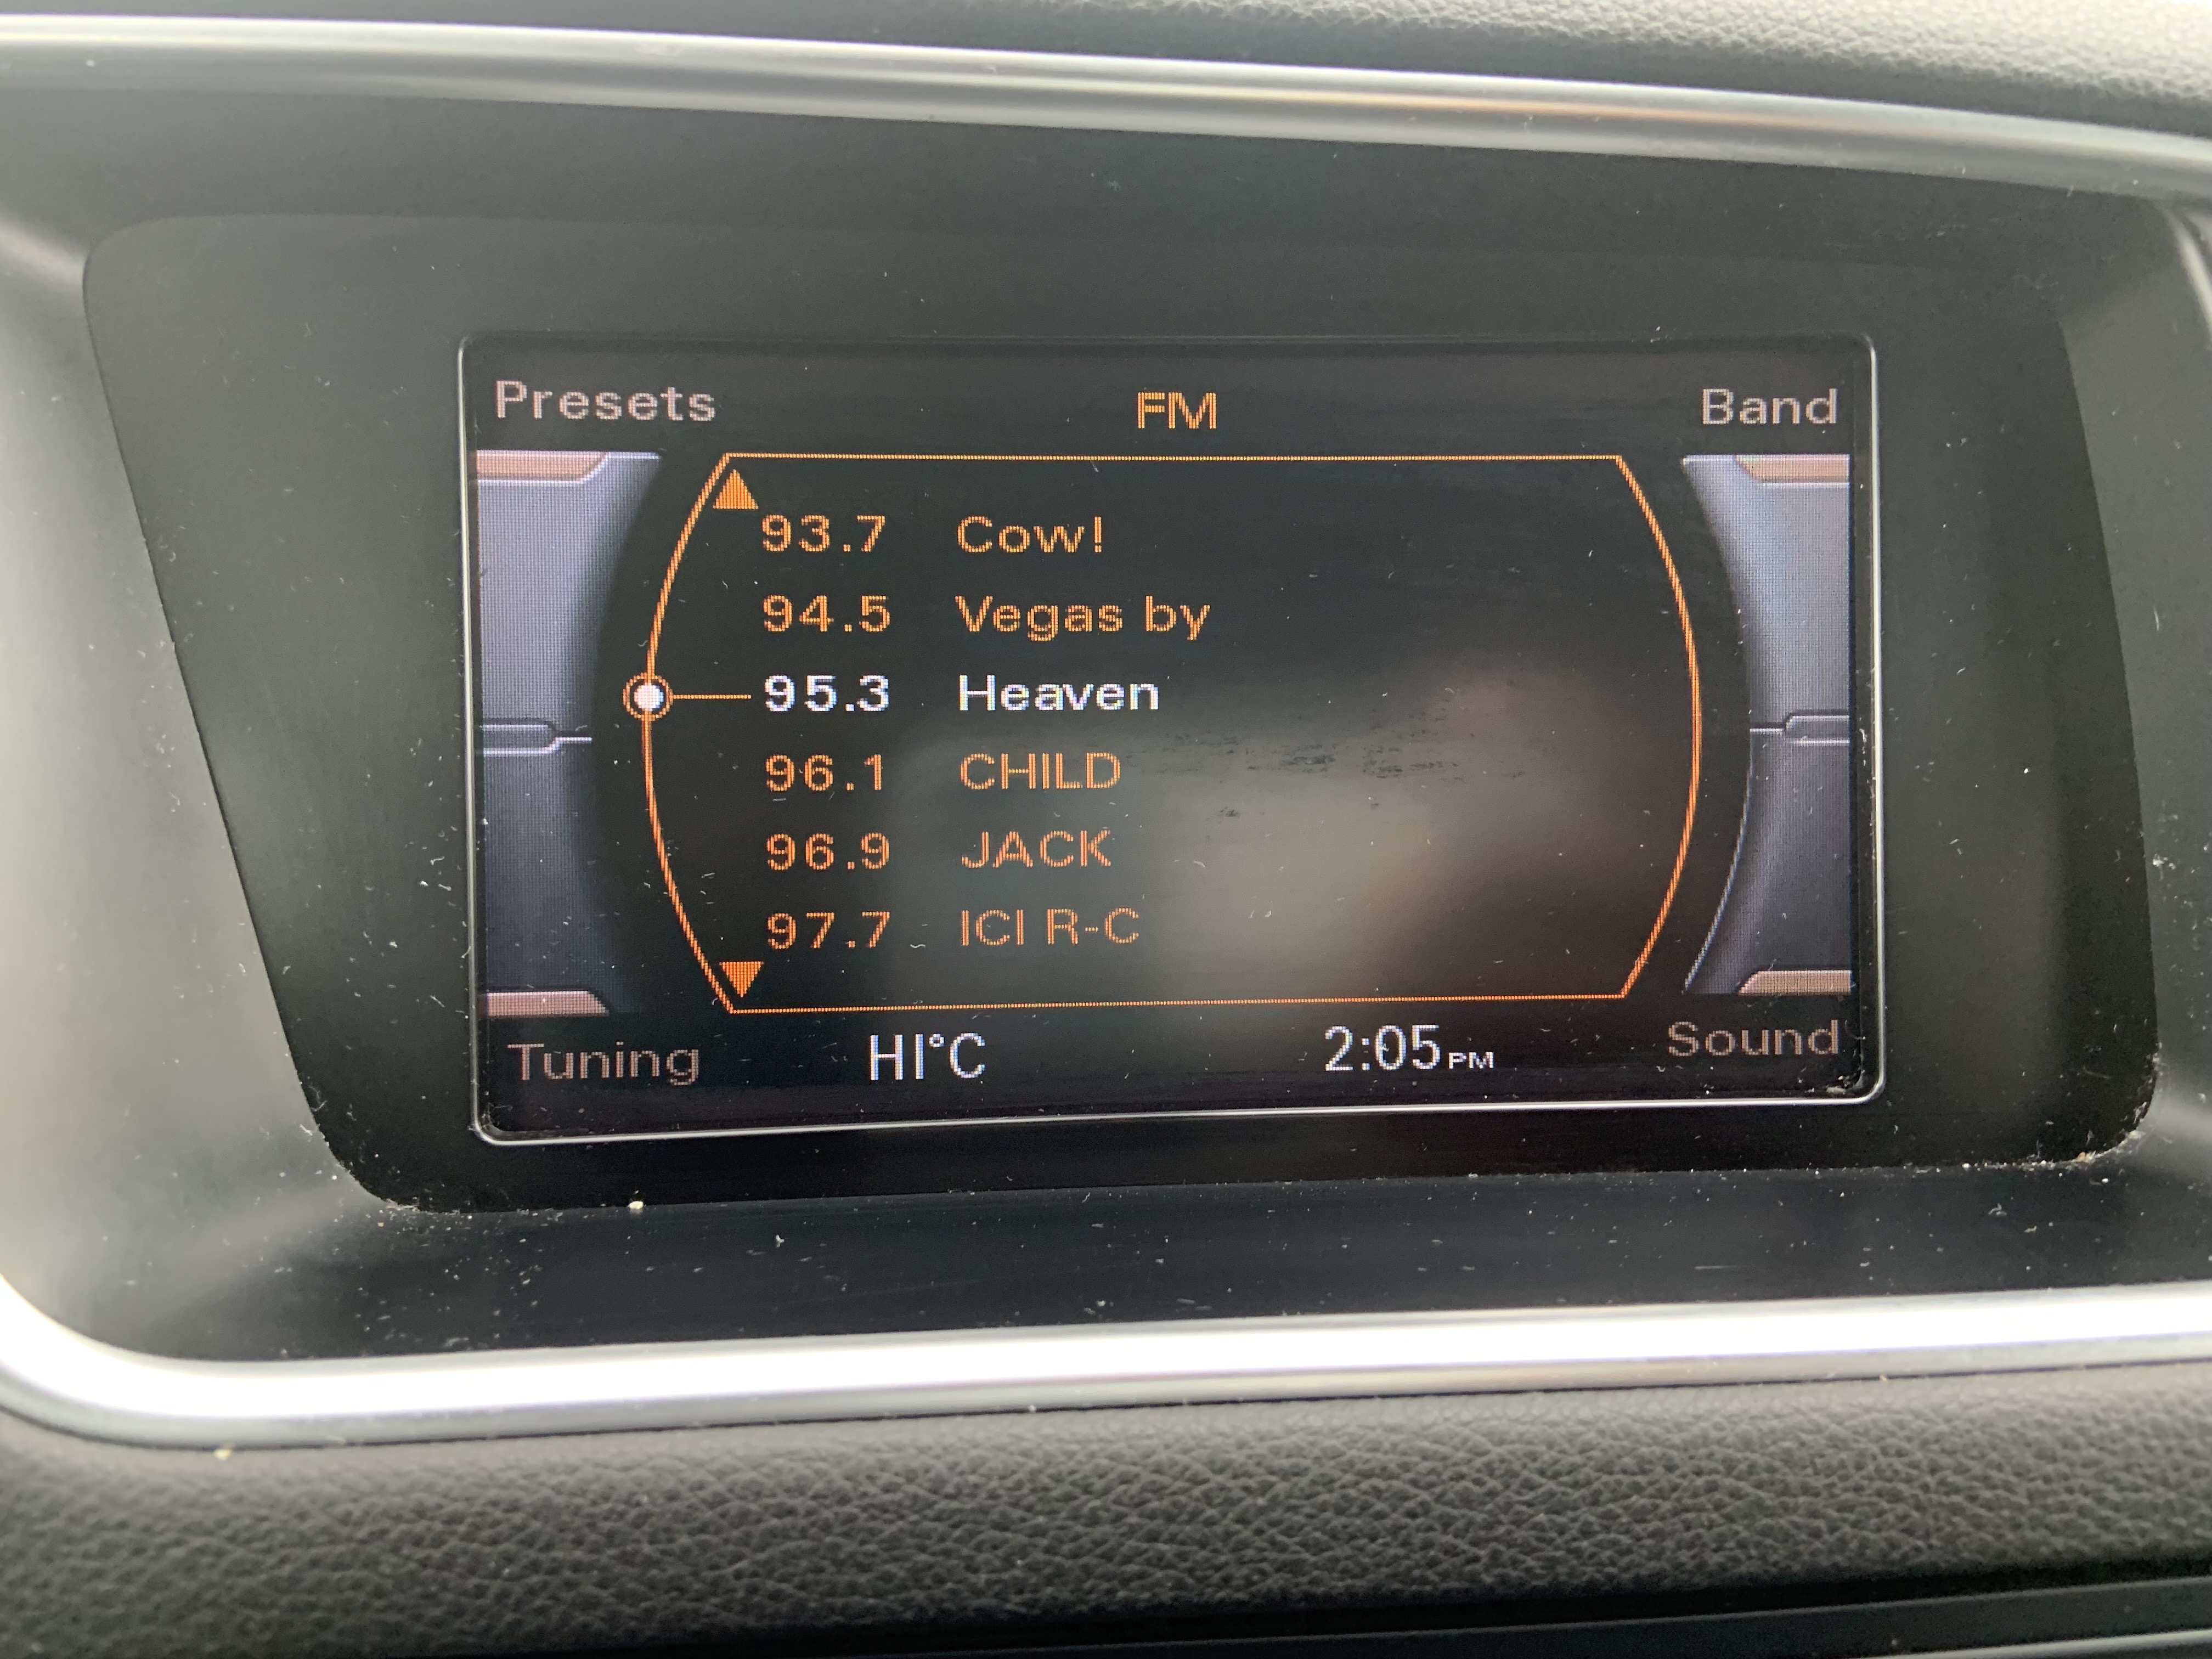 Presets FM Band
93.7 Cow!
94.5 Vegas by
95.3 Heaven
96.1 CHILD
96.9 JACK
97.7 ICI R-C
Tuning HI°C 2:05PM Sound